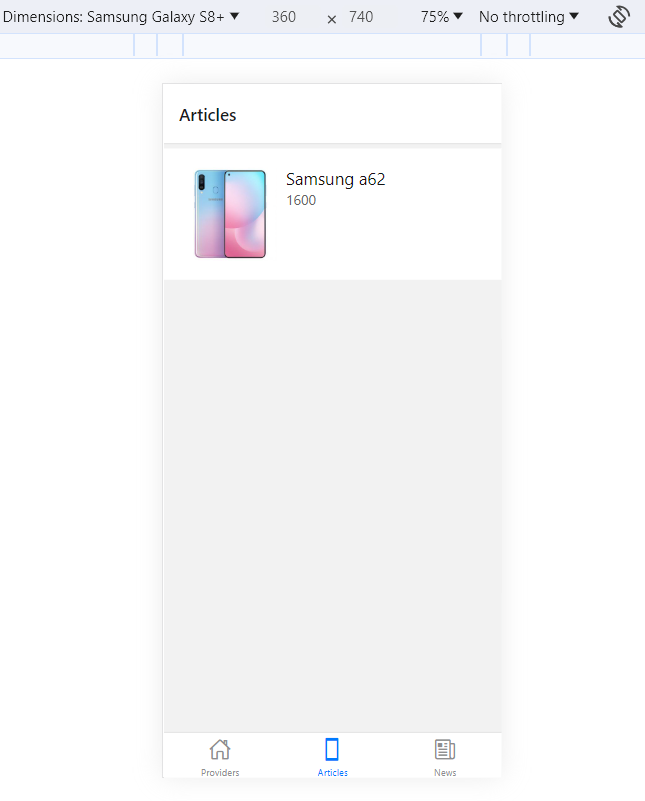 Dimensions: Samsung Galaxy S8+ 360 × 740 75% No throttling
Articles
Samsung a62
1600
Providers Articles News